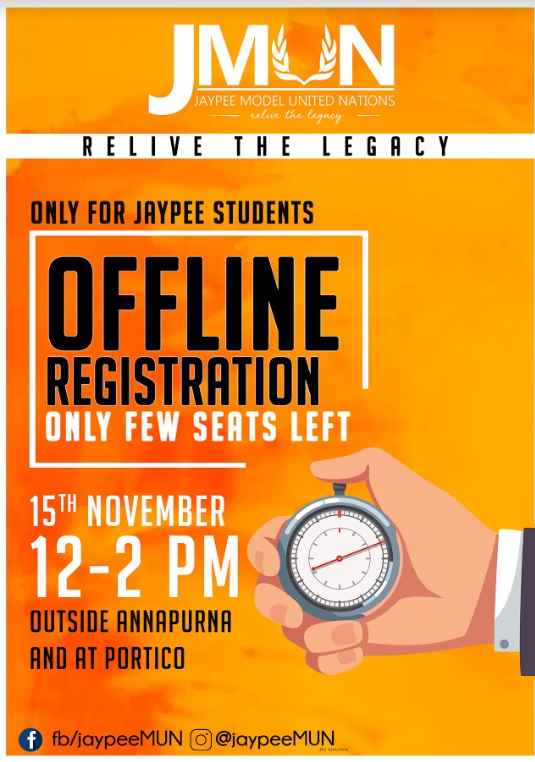 JMUN
JAYPEE MODEL UNITED NATIONS
relive the legacy
RELIVE THE LEGACY
ONLY FOR JAYPEE STUDENTS
OFFLINE
REGISTRATION
ONLY FEW SEATS LEFT
15TH NOVEMBER
12-2 PM
OUTSIDE ANNAPURNA
AND AT PORTICO
fb/jaypeeMUN @jaypeeMUN